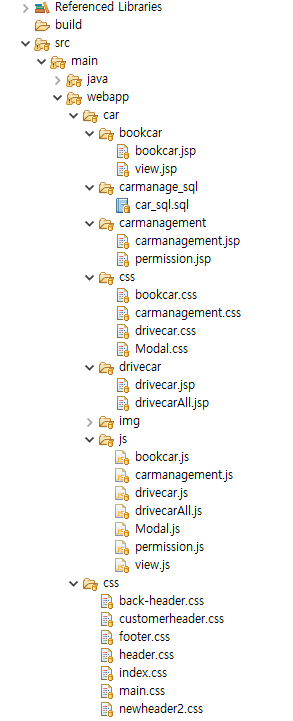 Referenced Libraries
build
src
main
java
webapp
car
bookcar
bookcar.jsp
view.jsp
carmanage_sql
car_sql.sql
carmanagement
carmanagement.jsp
permission.jsp
css
bookcar.css
carmanagement.css
drivecar.css
Modal.css
drivecar
drivecar.jsp
drivecarAll.jsp
img
js
bookcar.js
carmanagement.js
drivecar.js
drivecarAll.js
Modal.js
permission.js
view.js
css
back-header.css
customerheader.css
footer.css
header.css
index.css
main.css
newheader2.css